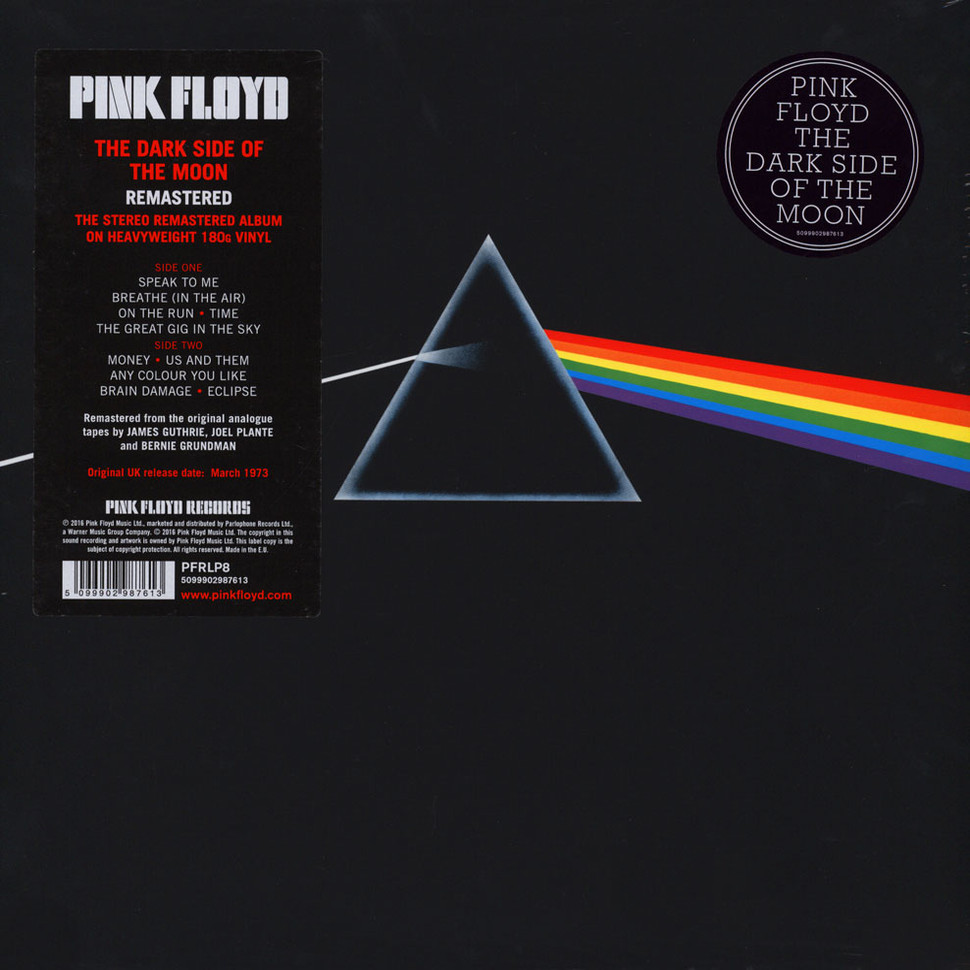 PINK FLOYD
THE DARK SIDE OF
THE MOON
REMASTERED
THE STEREO REMASTERED ALBUM
ON HEAVYWEIGHT 180G VINYL
SIDE ONE
SPEAK TO ME
BREATHE (IN THE AIR)
ON THE RUN • TIME
THE GREAT GIG IN THE SKY
SIDE TWO
MONEY • US AND THEM
ANY COLOUR YOU LIKE
BRAIN DAMAGE • ECLIPSE
Remastered from the original analogue
tapes by JAMES GUTHRIE, JOEL PLANTE
and BERNIE GRUNDMAN
Original UK release date: March 1973
PINK FLOYD RECORDS
℗ 2016 Pink Floyd Music Ltd., marketed and distributed by Parlophone Records Ltd.,
a Warner Music Group Company. © 2016 Pink Floyd Music Ltd. The copyright in this
sound recording and artwork is owned by Pink Floyd Music Ltd. This label copy is the
subject of copyright protection. All rights reserved. Made in the E.U.
5 099902 987613
PFRLP8
5099902987613
www.pinkfloyd.com
PINK
FLOYD
THE
DARK SIDE
OF THE
MOON
5099902987613